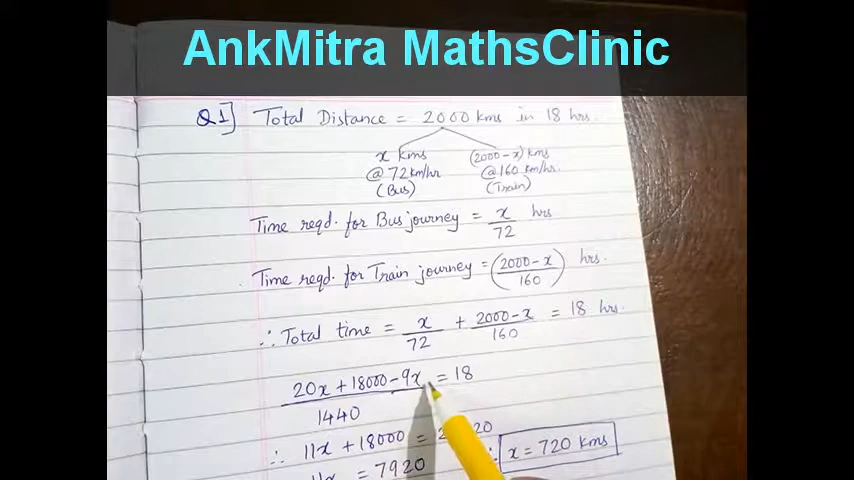 AnkMitra MathsClinic
Q1] Total Distance = 2000 kms in 18 hrs.
x kms (2000-x) kms
@ 72 km/hr @ 160 km/hr.
(Bus) (Train)
Time reqd. for Bus journey = x/72 hrs
Time reqd. for Train journey = (2000-x/160) hrs.
∴ Total time = x/72 + 2000-x/160 = 18 hrs.
20x + 18000 - 9x/1440 = 18
∴ 11x + 18000 = 20
∴ x = 720 kms
11x = 7920